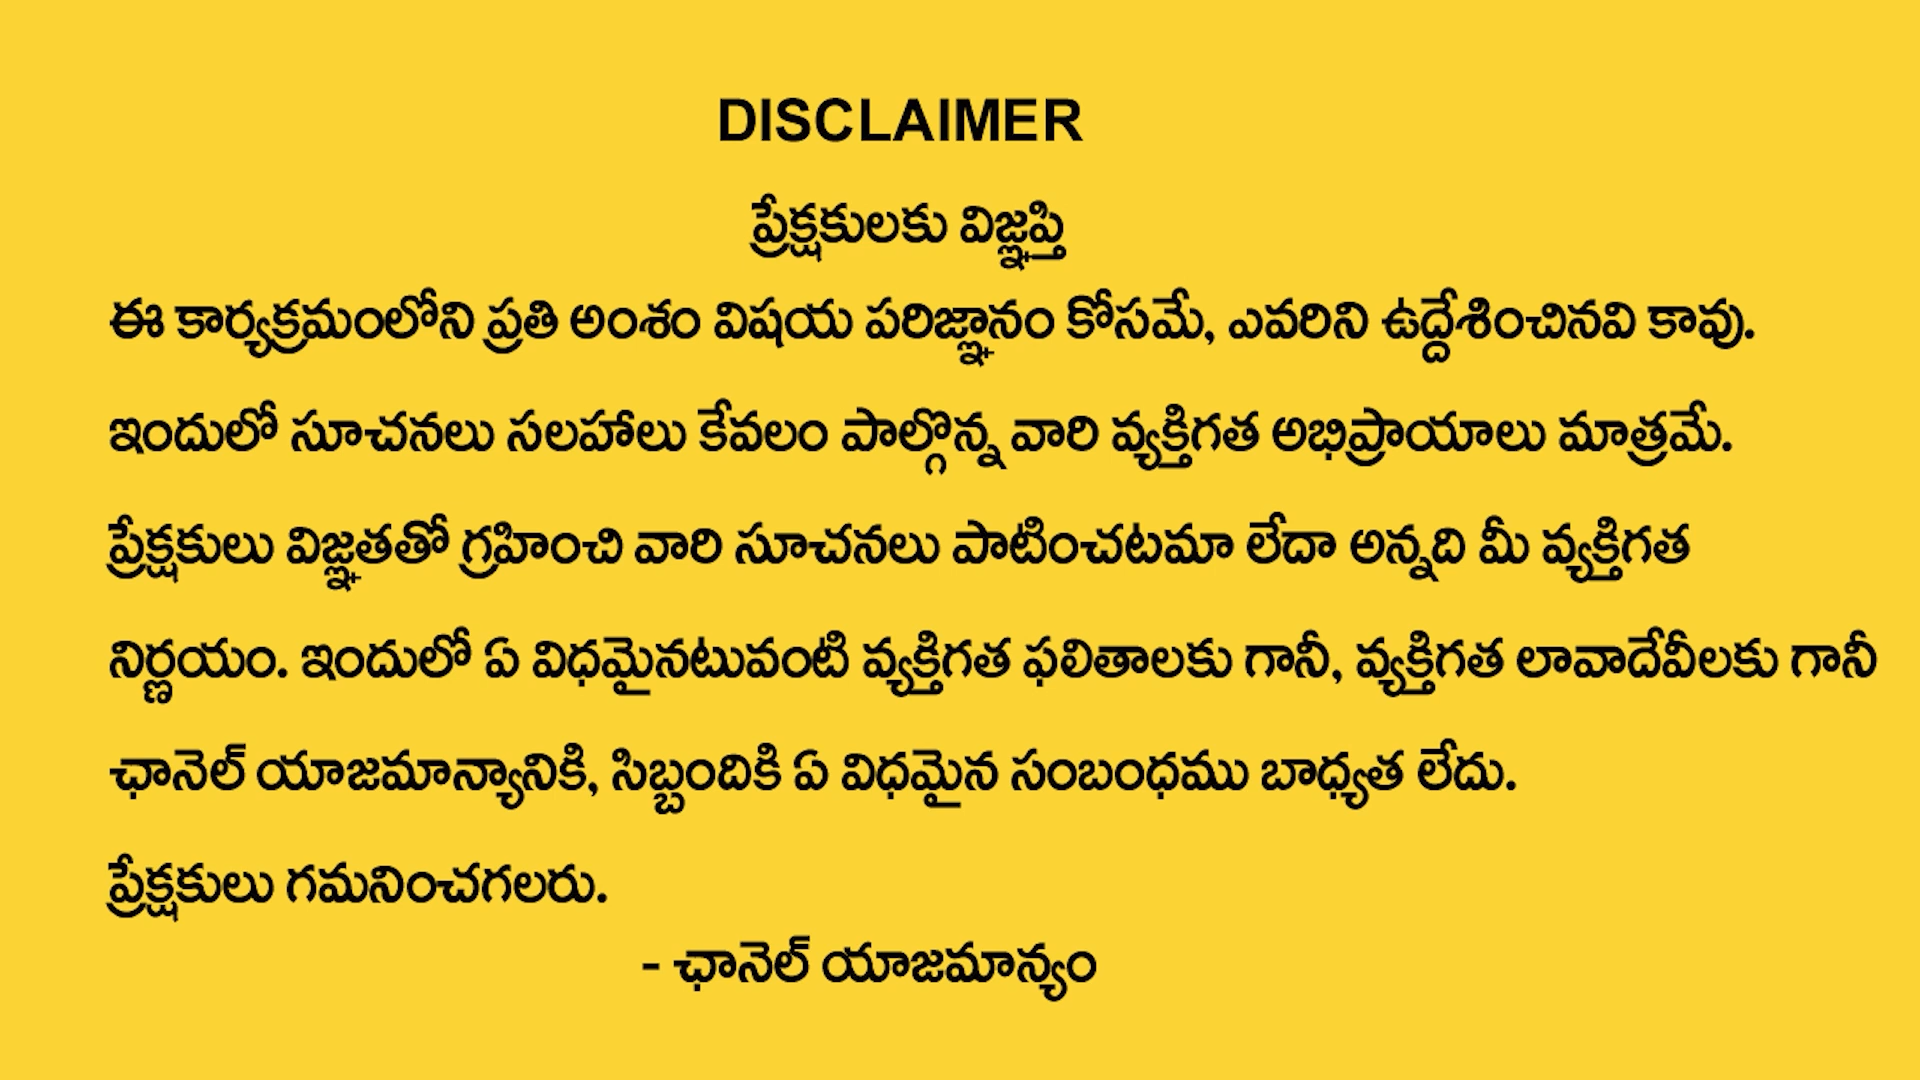 DISCLAIMER
ప్రేక్షకులకు విజ్ఞప్తి
ఈ కార్యక్రమంలోని ప్రతి అంశం విషయ పరిజ్ఞానం కోసమే, ఎవరిని ఉద్దేశించినవి కావు.
ఇందులో సూచనలు సలహాలు కేవలం పాల్గొన్న వారి వ్యక్తిగత అభిప్రాయాలు మాత్రమే.
ప్రేక్షకులు విజ్ఞతతో గ్రహించి వారి సూచనలు పాటించటమా లేదా అన్నది మీ వ్యక్తిగత
నిర్ణయం. ఇందులో ఏ విధమైనటువంటి వ్యక్తిగత ఫలితాలకు గానీ, వ్యక్తిగత లావాదేవీలకు గానీ
ఛానెల్ యాజమాన్యానికి, సిబ్బందికి ఏ విధమైన సంబంధము బాధ్యత లేదు.
ప్రేక్షకులు గమనించగలరు.
- ఛానెల్ యాజమాన్యం